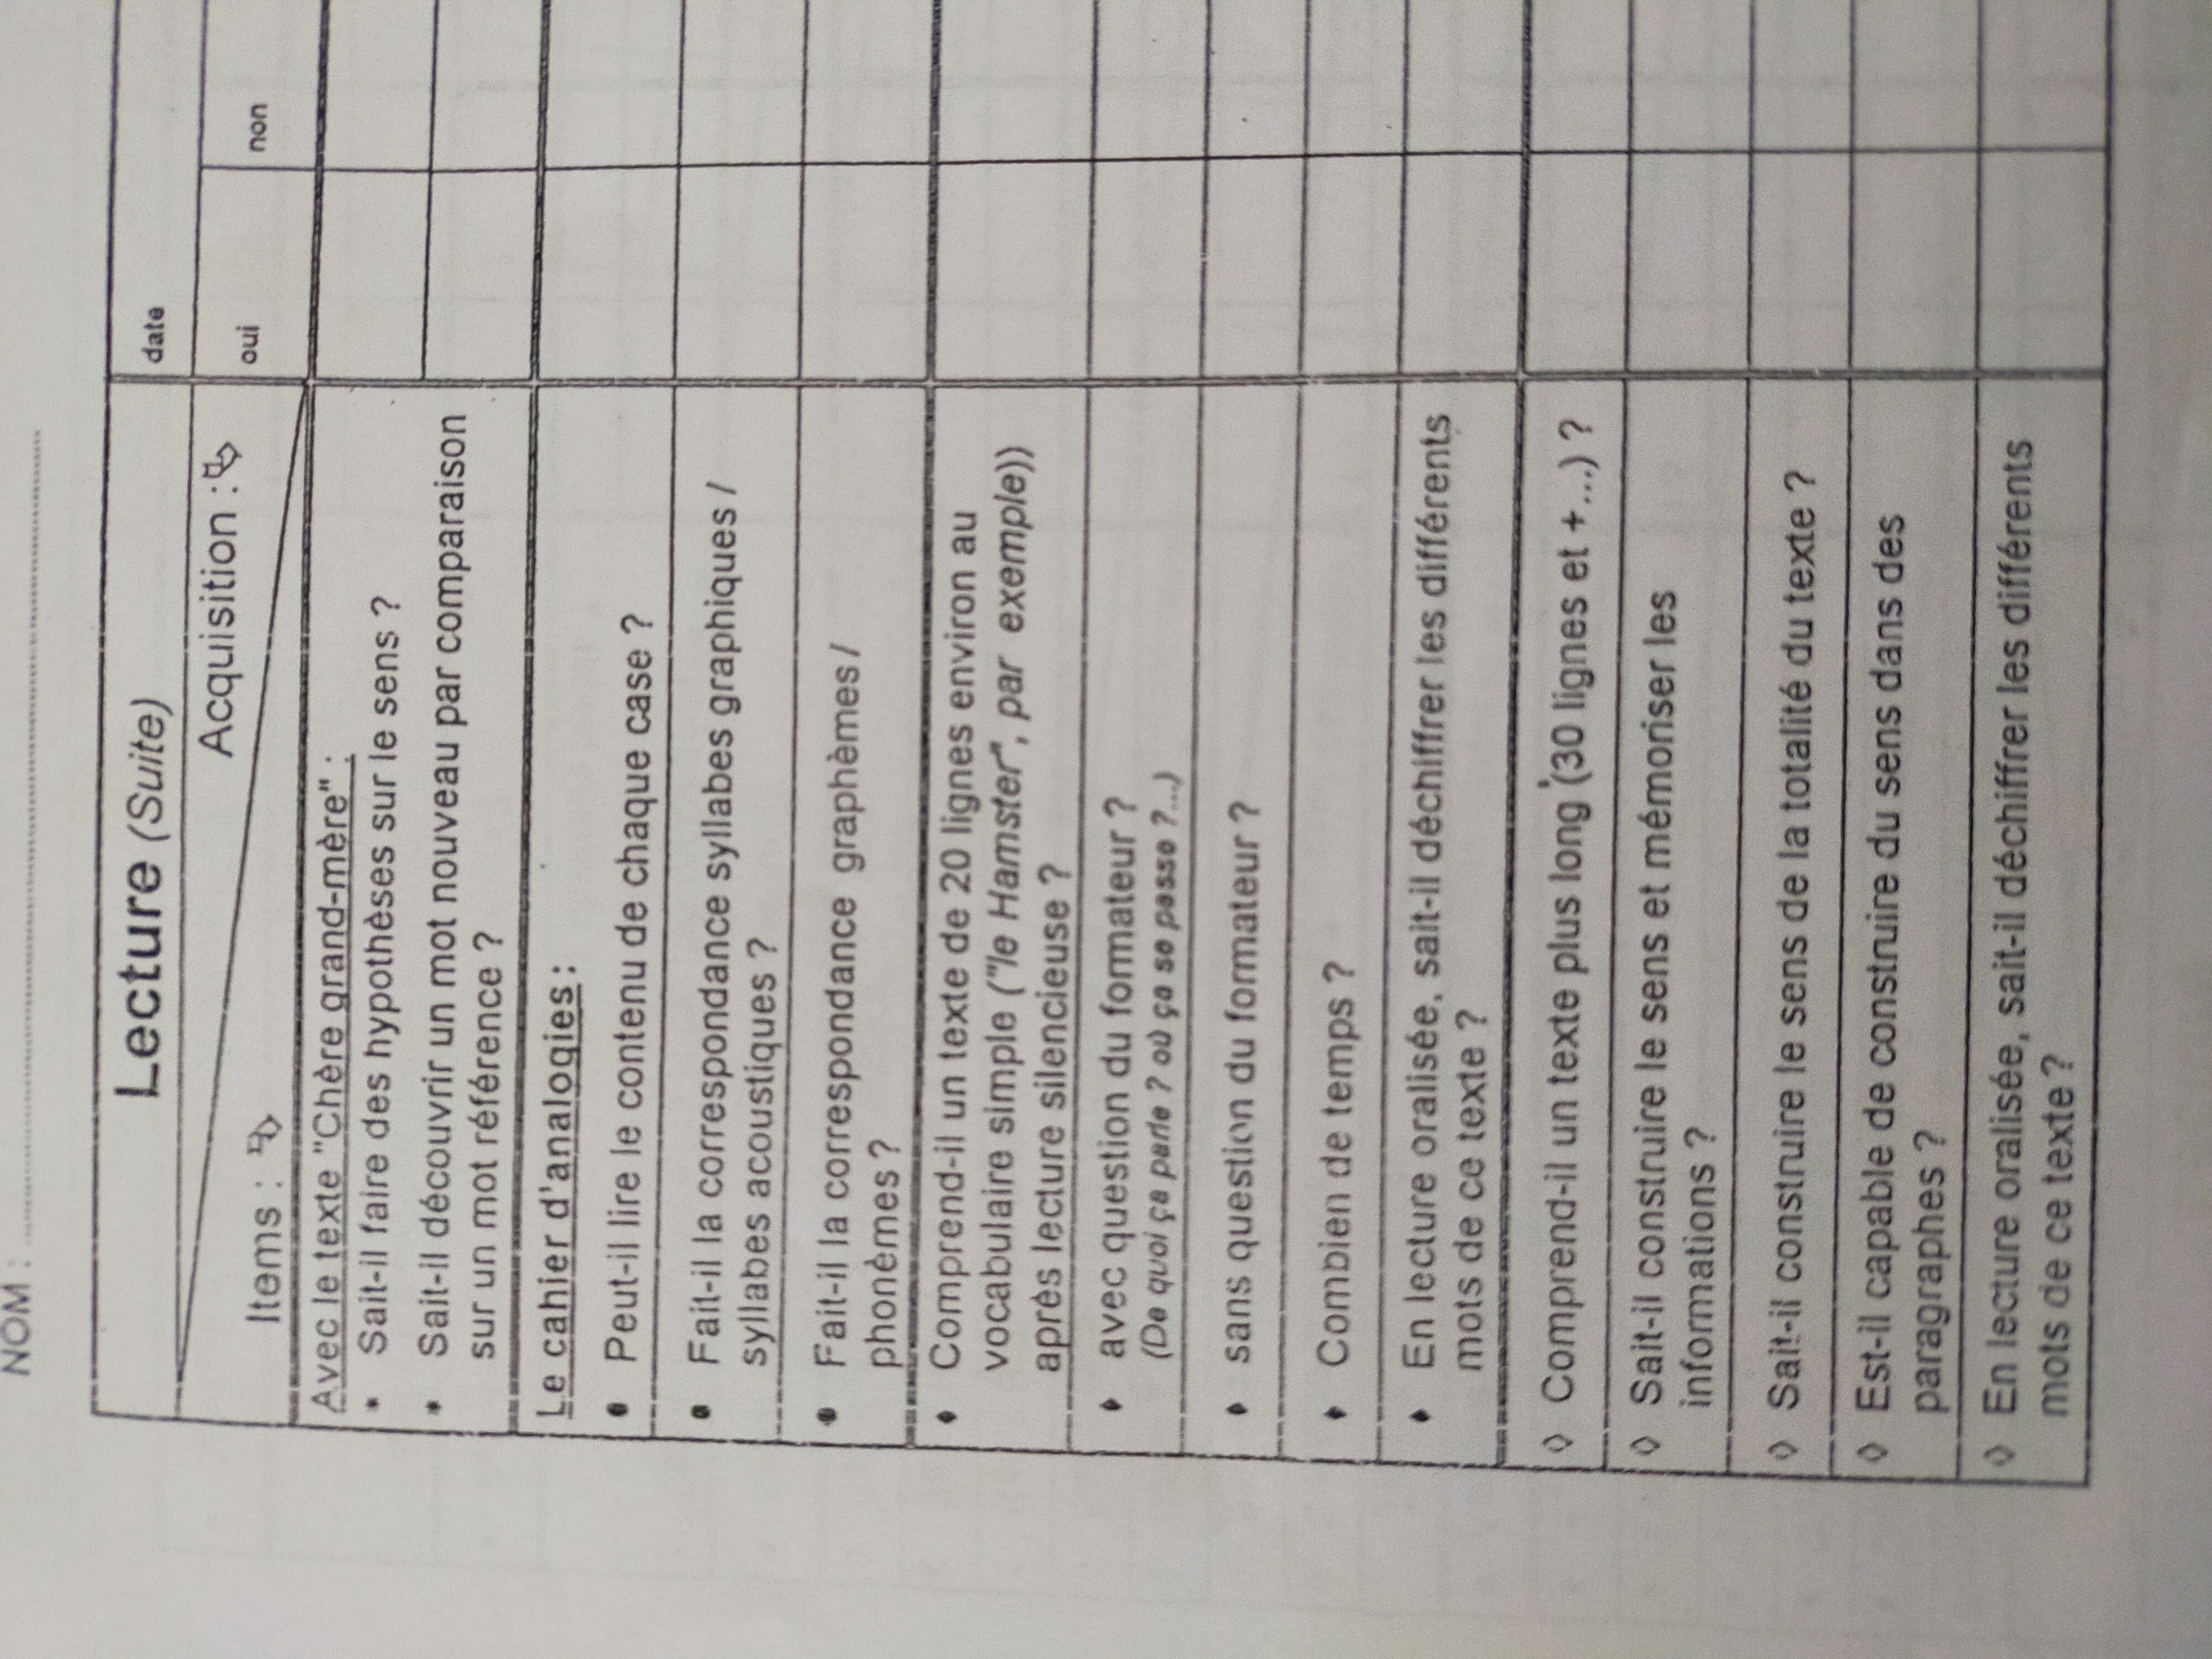 NOM :
Lecture (Suite)
date
Acquisition :
Items :
oui
non
Avec le texte "Chère grand-mère" :
* Sait-il faire des hypothèses sur le sens ?
* Sait-il découvrir un mot nouveau par comparaison
sur un mot référence ?
Le cahier d'analogies :
• Peut-il lire le contenu de chaque case ?
• Fait-il la correspondance syllabes graphiques /
syllabes acoustiques ?
• Fait-il la correspondance graphèmes /
phonèmes ?
♦ Comprend-il un texte de 20 lignes environ au
vocabulaire simple ("le Hamster", par exemple))
après lecture silencieuse ?
♦ avec question du formateur ?
(De quoi ça parle ? où ça se passe ?...)
♦ sans question du formateur ?
♦ Combien de temps ?
♦ En lecture oralisée, sait-il déchiffrer les différents
mots de ce texte ?
◊ Comprend-il un texte plus long (30 lignes et +...) ?
◊ Sait-il construire le sens et mémoriser les
informations ?
◊ Sait-il construire le sens de la totalité du texte ?
◊ Est-il capable de construire du sens dans des
paragraphes ?
◊ En lecture oralisée, sait-il déchiffrer les différents
mots de ce texte ?